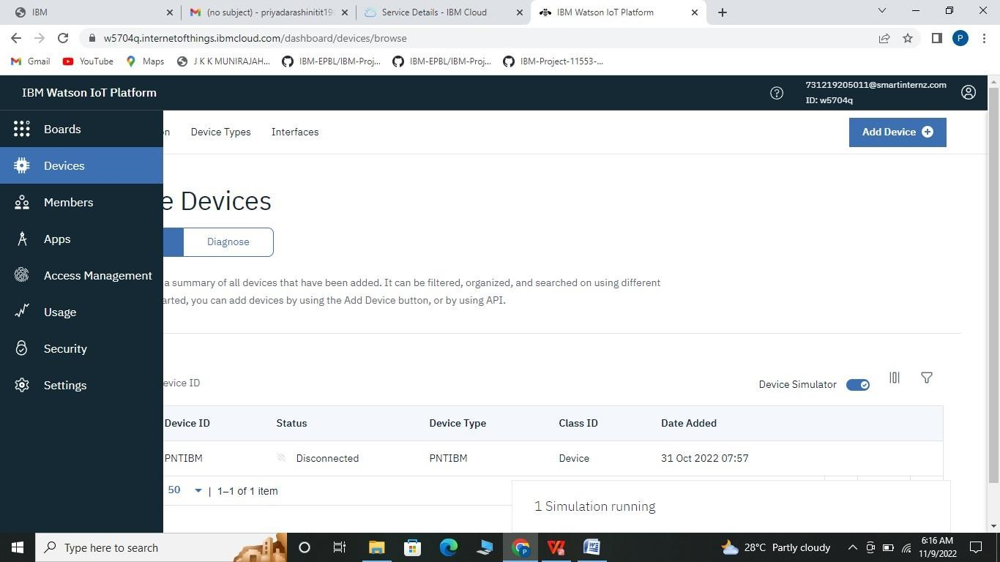 IBM
(no subject) - priyadarashinitit19
Service Details - IBM Cloud
IBM Watson IoT Platform
w5704q.internetofthings.ibmcloud.com/dashboard/devices/browse
P
Gmail
YouTube
Maps
J K K MUNIRAJAH...
IBM-EPBL/IBM-Proj...
IBM-EPBL/IBM-Proj...
IBM-Project-11553-...
IBM Watson IoT Platform
731219205011@smartinternz.com
ID: w5704q
Boards
Devices
Members
Apps
Access Management
Usage
Security
Settings
n
Device Types
Interfaces
Add Device
e Devices
Diagnose
a summary of all devices that have been added. It can be filtered, organized, and searched on using different
arted, you can add devices by using the Add Device button, or by using API.
evice ID
Device Simulator
Device ID
Status
Device Type
Class ID
Date Added
PNTIBM
Disconnected
PNTIBM
Device
31 Oct 2022 07:57
50
| 1–1 of 1 item
1 Simulation running
Type here to search
28°C Partly cloudy
6:16 AM
11/9/2022